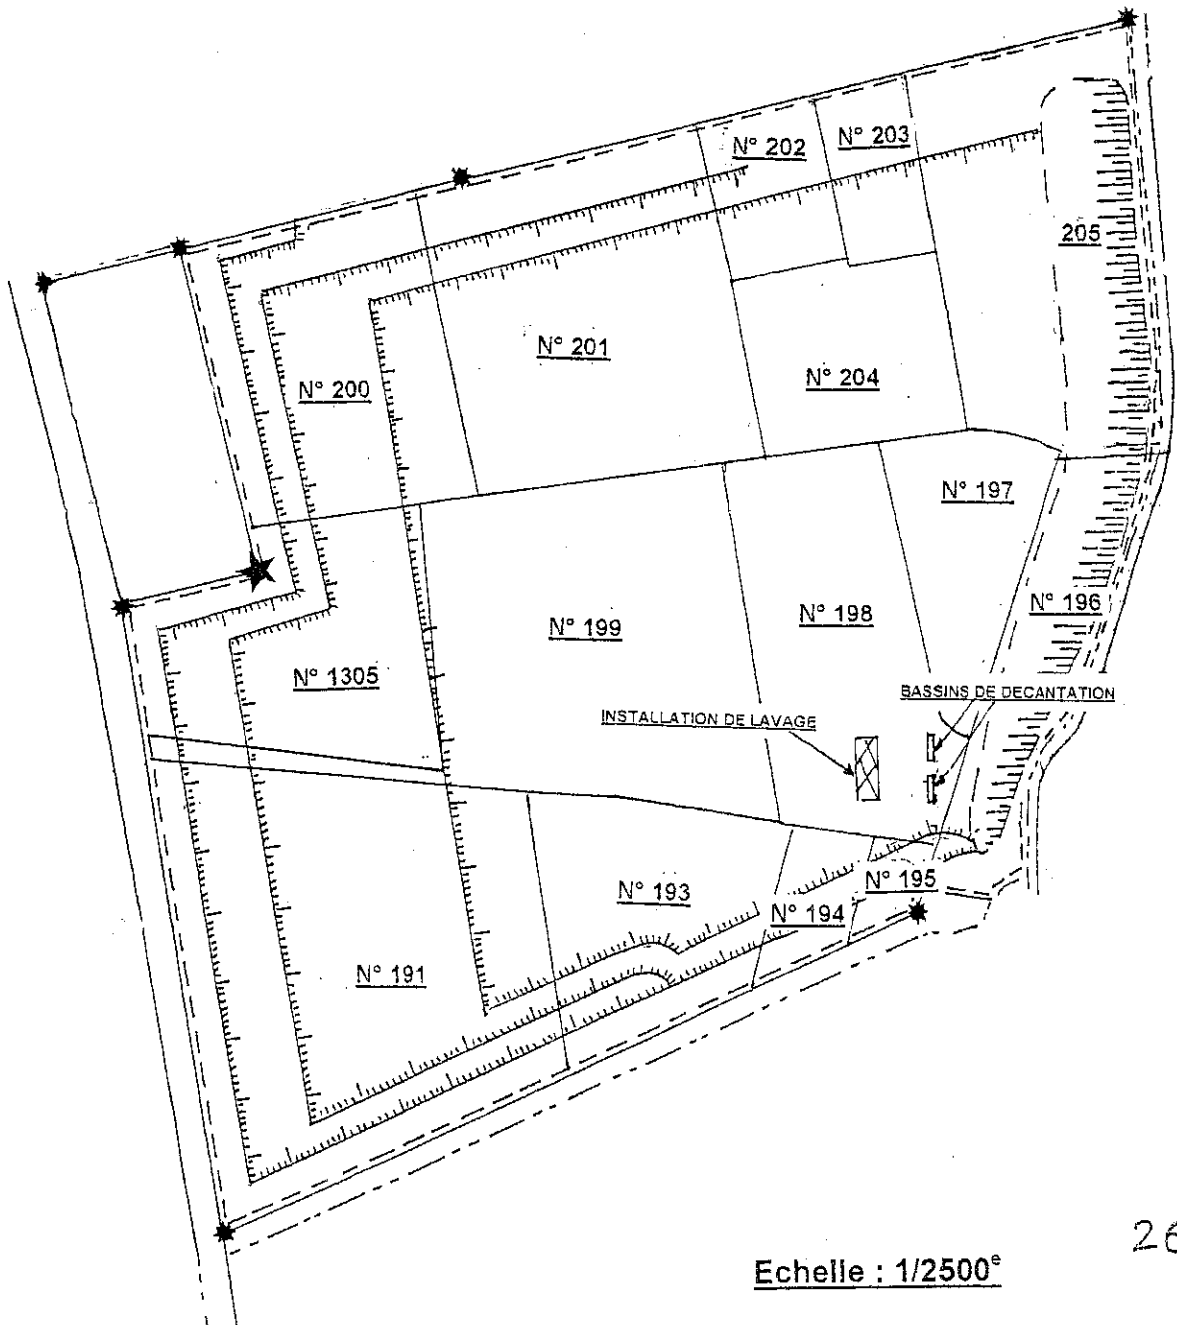 N° 202
N° 203
205
N° 201
N° 200
N° 204
N° 197
N° 196
N° 198
N° 199
N° 1305
BASSINS DE DECANTATION
INSTALLATION DE LAVAGE
N° 195
N° 193
N° 194
N° 191
26
Echelle : 1/2500e